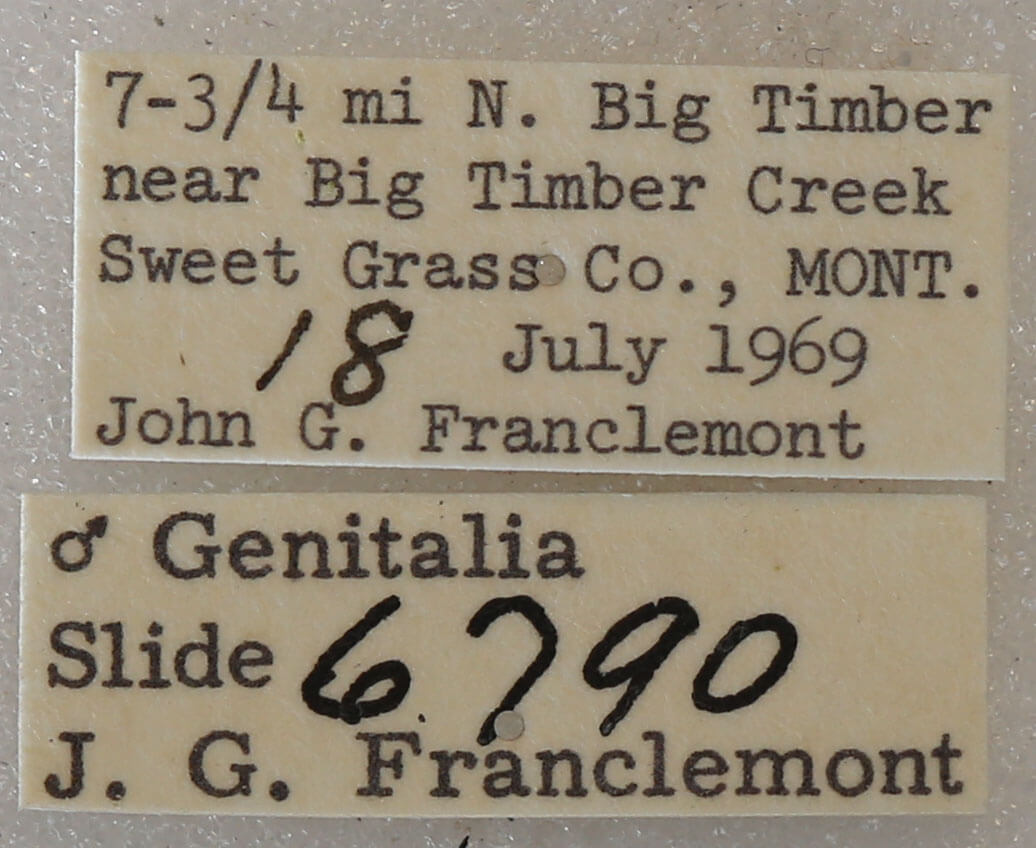 7-3/4 mi N. Big Timber
near Big Timber Creek
Sweet Grass Co., MONT.
18 July 1969
John G. Franclemont
♂ Genitalia
Slide 6790
J. G. Franclemont